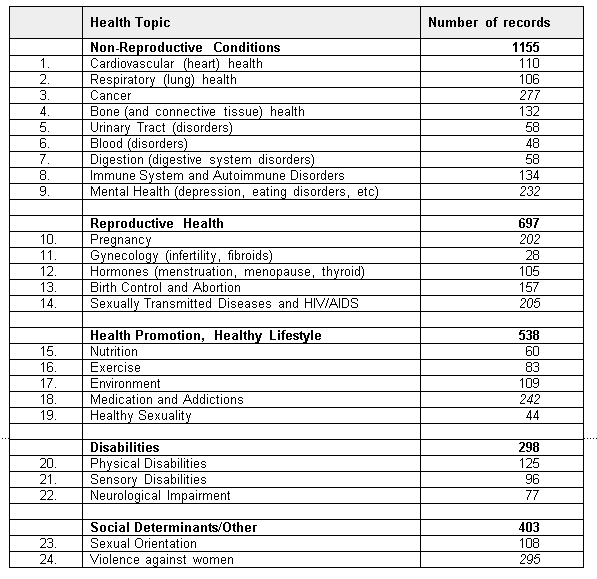 Health Topic Number of records
Non-Reproductive Conditions 1155
1. Cardiovascular (heart) health 110
2. Respiratory (lung) health 106
3. Cancer 277
4. Bone (and connective tissue) health 132
5. Urinary Tract (disorders) 58
6. Blood (disorders) 48
7. Digestion (digestive system disorders) 58
8. Immune System and Autoimmune Disorders 134
9. Mental Health (depression, eating disorders, etc) 232
Reproductive Health 697
10. Pregnancy 202
11. Gynecology (infertility, fibroids) 28
12. Hormones (menstruation, menopause, thyroid) 105
13. Birth Control and Abortion 157
14. Sexually Transmitted Diseases and HIV/AIDS 205
Health Promotion, Healthy Lifestyle 538
15. Nutrition 60
16. Exercise 83
17. Environment 109
18. Medication and Addictions 242
19. Healthy Sexuality 44
Disabilities 298
20. Physical Disabilities 125
21. Sensory Disabilities 96
22. Neurological Impairment 77
Social Determinants/Other 403
23. Sexual Orientation 108
24. Violence against women 295